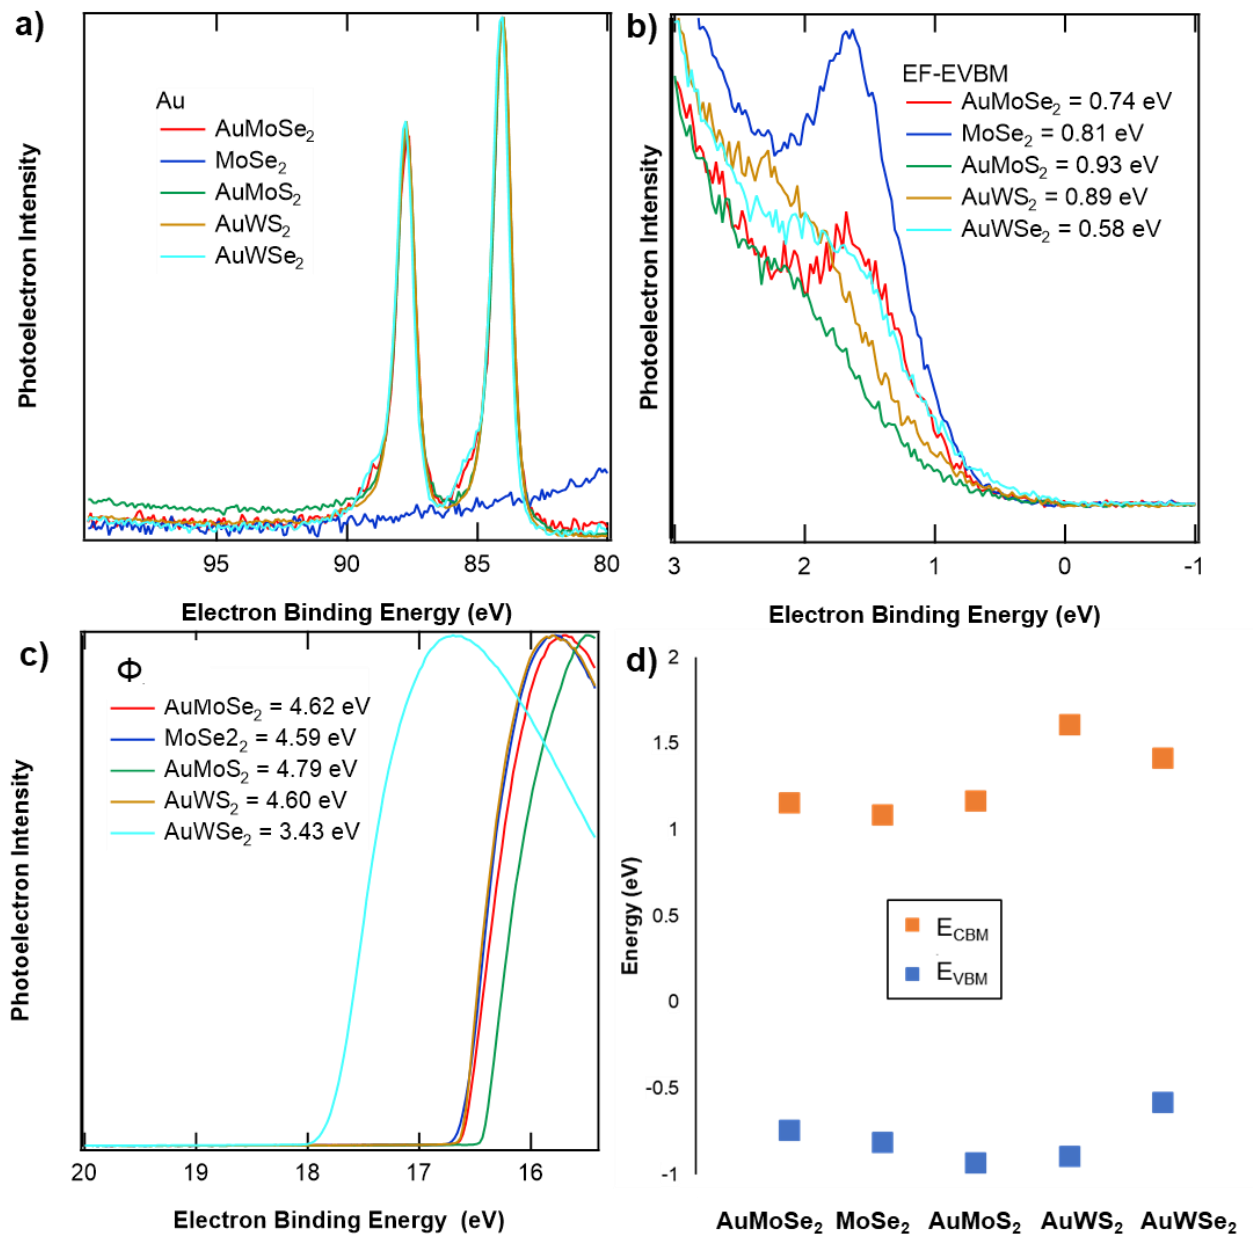 a)
Au
AuMoSe2
MoSe2
AuMoS2
AuWS2
AuWSe2
Photoelectron Intensity
95
90
85
80
Electron Binding Energy (eV)
b)
EF-EVBM
AuMoSe2 = 0.74 eV
MoSe2 = 0.81 eV
AuMoS2 = 0.93 eV
AuWS2 = 0.89 eV
AuWSe2 = 0.58 eV
Photoelectron Intensity
3
2
1
0
-1
Electron Binding Energy (eV)
c)
Φ
AuMoSe2 = 4.62 eV
MoSe22 = 4.59 eV
AuMoS2 = 4.79 eV
AuWS2 = 4.60 eV
AuWSe2 = 3.43 eV
Photoelectron Intensity
20
19
18
17
16
Electron Binding Energy (eV)
d)
2
1.5
1
0.5
0
-0.5
-1
Energy (eV)
ECBM
EVBM
AuMoSe2
MoSe2
AuMoS2
AuWS2
AuWSe2